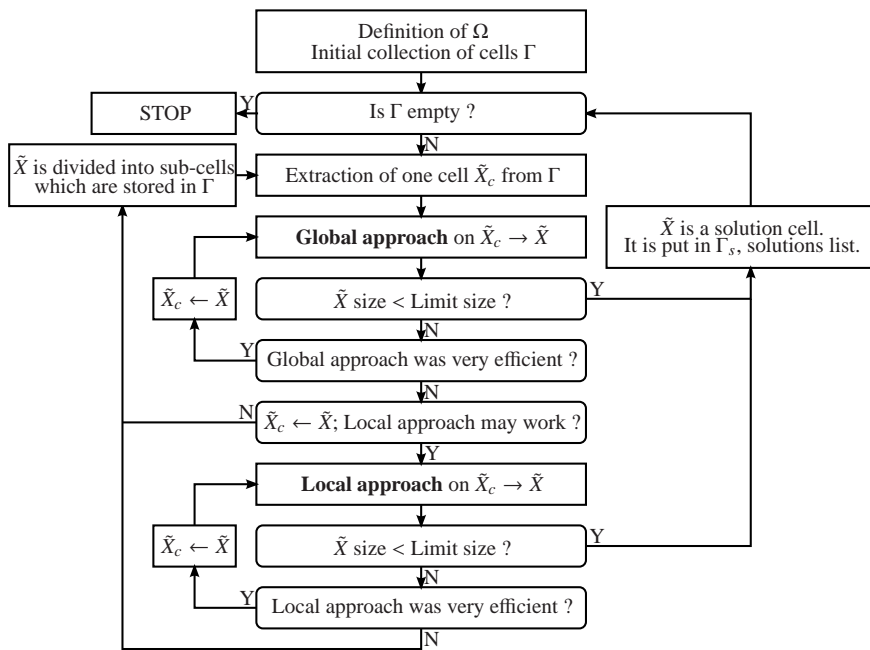 Definition of Ω
Initial collection of cells Γ
STOP
Y
Is Γ empty ?
N
X̃ is divided into sub-cells
which are stored in Γ
Extraction of one cell X̃c from Γ
Global approach on X̃c → X̃
X̃ is a solution cell.
It is put in Γs, solutions list.
X̃c ← X̃
X̃ size < Limit size ?
Y
N
Y
Global approach was very efficient ?
N
N
X̃c ← X̃; Local approach may work ?
Y
Local approach on X̃c → X̃
X̃c ← X̃
X̃ size < Limit size ?
Y
N
Y
Local approach was very efficient ?
N